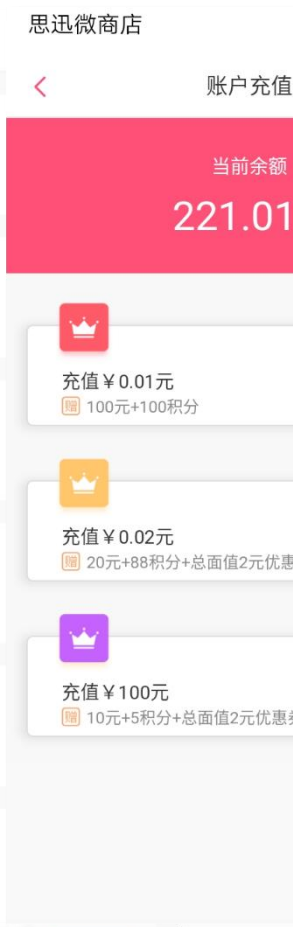 思迅微商店
账户充值
当前余额
221.01
充值￥0.01元
赠 100元+100积分
充值￥0.02元
赠 20元+88积分+总面值2元优惠
充值￥100元
赠 10元+5积分+总面值2元优惠